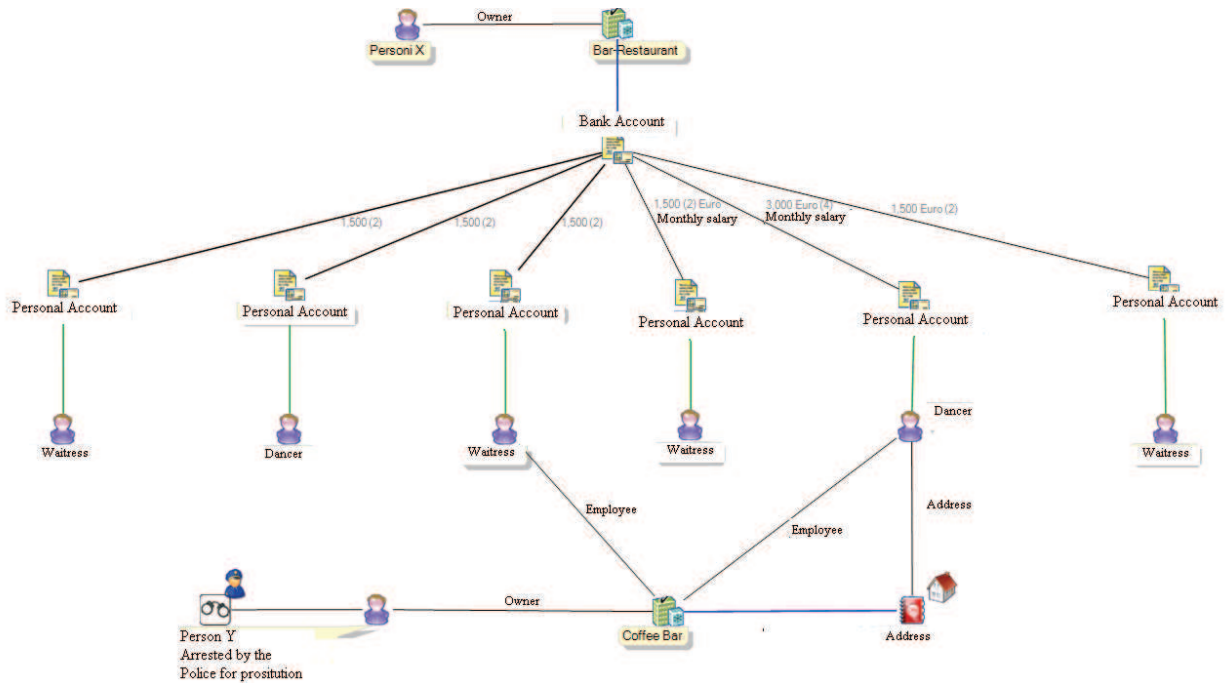 Owner
Personi X
Bar-Restaurant
Bank Account
1,500 (2)
1,500 (2)
1,500 (2)
1,500 (2) Euro
Monthly salary
3,000 Euro (4)
Monthly salary
1,500 Euro (2)
Personal Account
Personal Account
Personal Account
Personal Account
Personal Account
Personal Account
Waitress
Dancer
Waitress
Waitress
Dancer
Waitress
Employee
Employee
Address
Owner
Coffee Bar
Address
Person Y
Arrested by the
Police for prositution